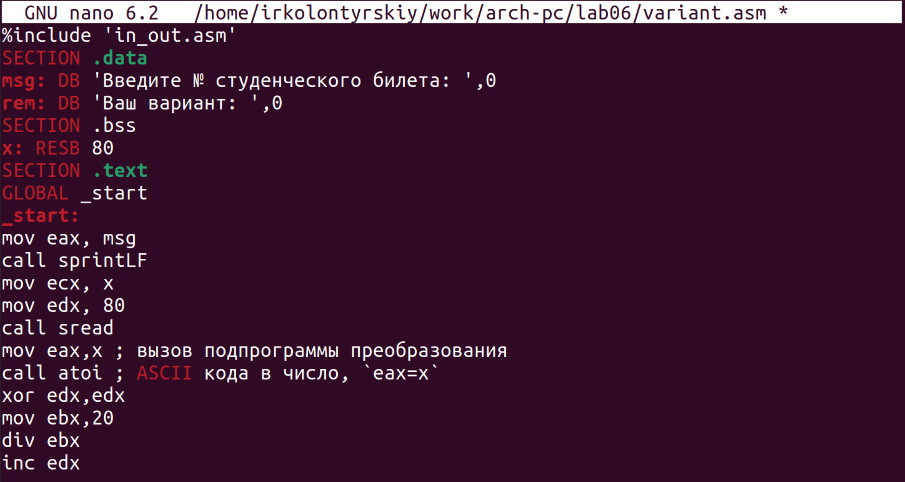 GNU nano 6.2 /home/irkolontyrskiy/work/arch-pc/lab06/variant.asm *
%include 'in_out.asm'
SECTION .data
msg: DB 'Введите № студенческого билета: ',0
rem: DB 'Ваш вариант: ',0
SECTION .bss
x: RESB 80
SECTION .text
GLOBAL _start
_start:
mov eax, msg
call sprintLF
mov ecx, x
mov edx, 80
call sread
mov eax,x ; вызов подпрограммы преобразования
call atoi ; ASCII кода в число, `eax=x`
xor edx,edx
mov ebx,20
div ebx
inc edx